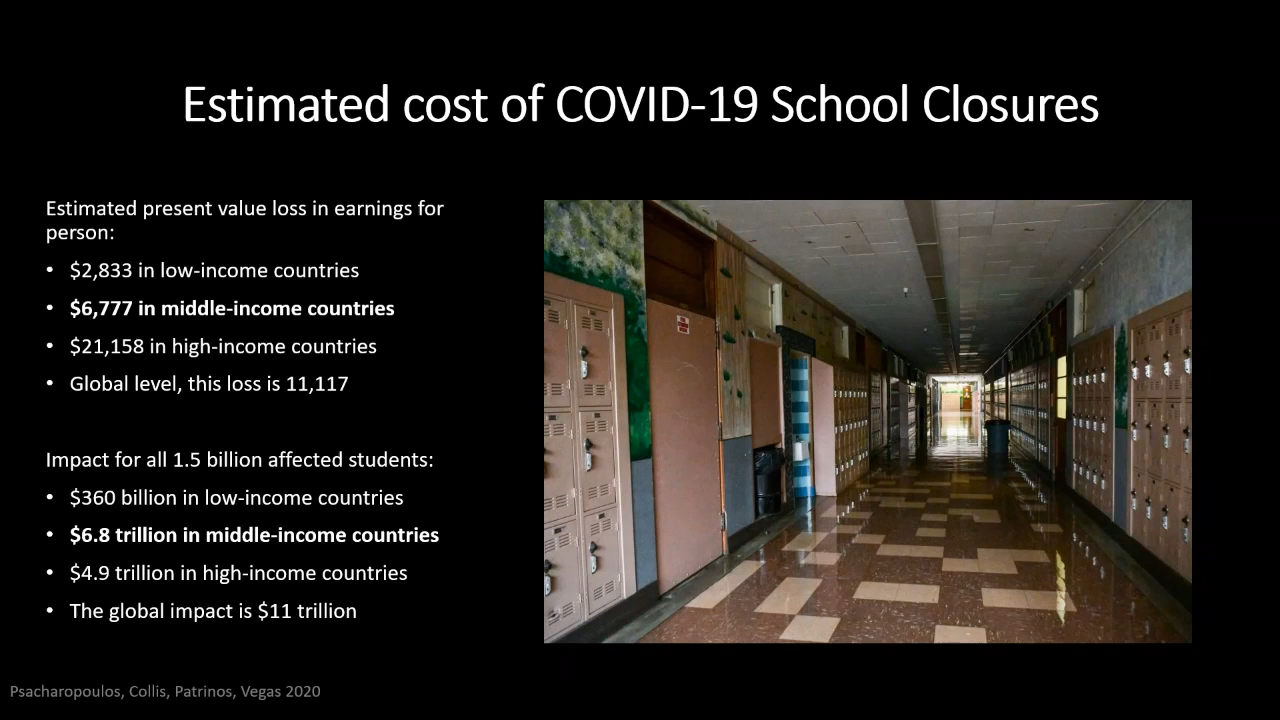 Estimated cost of COVID-19 School Closures
Estimated present value loss in earnings for
person:
• $2,833 in low-income countries
• $6,777 in middle-income countries
• $21,158 in high-income countries
• Global level, this loss is 11,117
Impact for all 1.5 billion affected students:
• $360 billion in low-income countries
• $6.8 trillion in middle-income countries
• $4.9 trillion in high-income countries
• The global impact is $11 trillion
Psacharopoulos, Collis, Patrinos, Vegas 2020